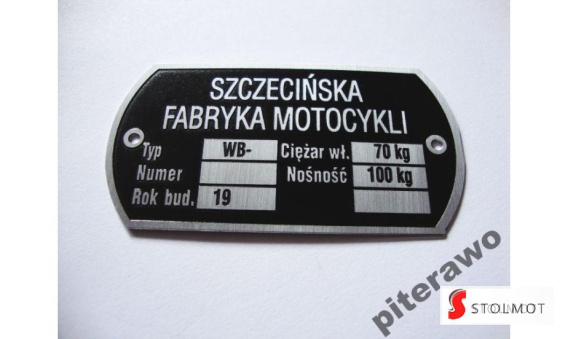 SZCZECIŃSKA
FABRYKA MOTOCYKLI
Typ WB- Ciężar wł. 70 kg
Numer Nośność 100 kg
Rok bud. 19
piterawo
S STOLMOT